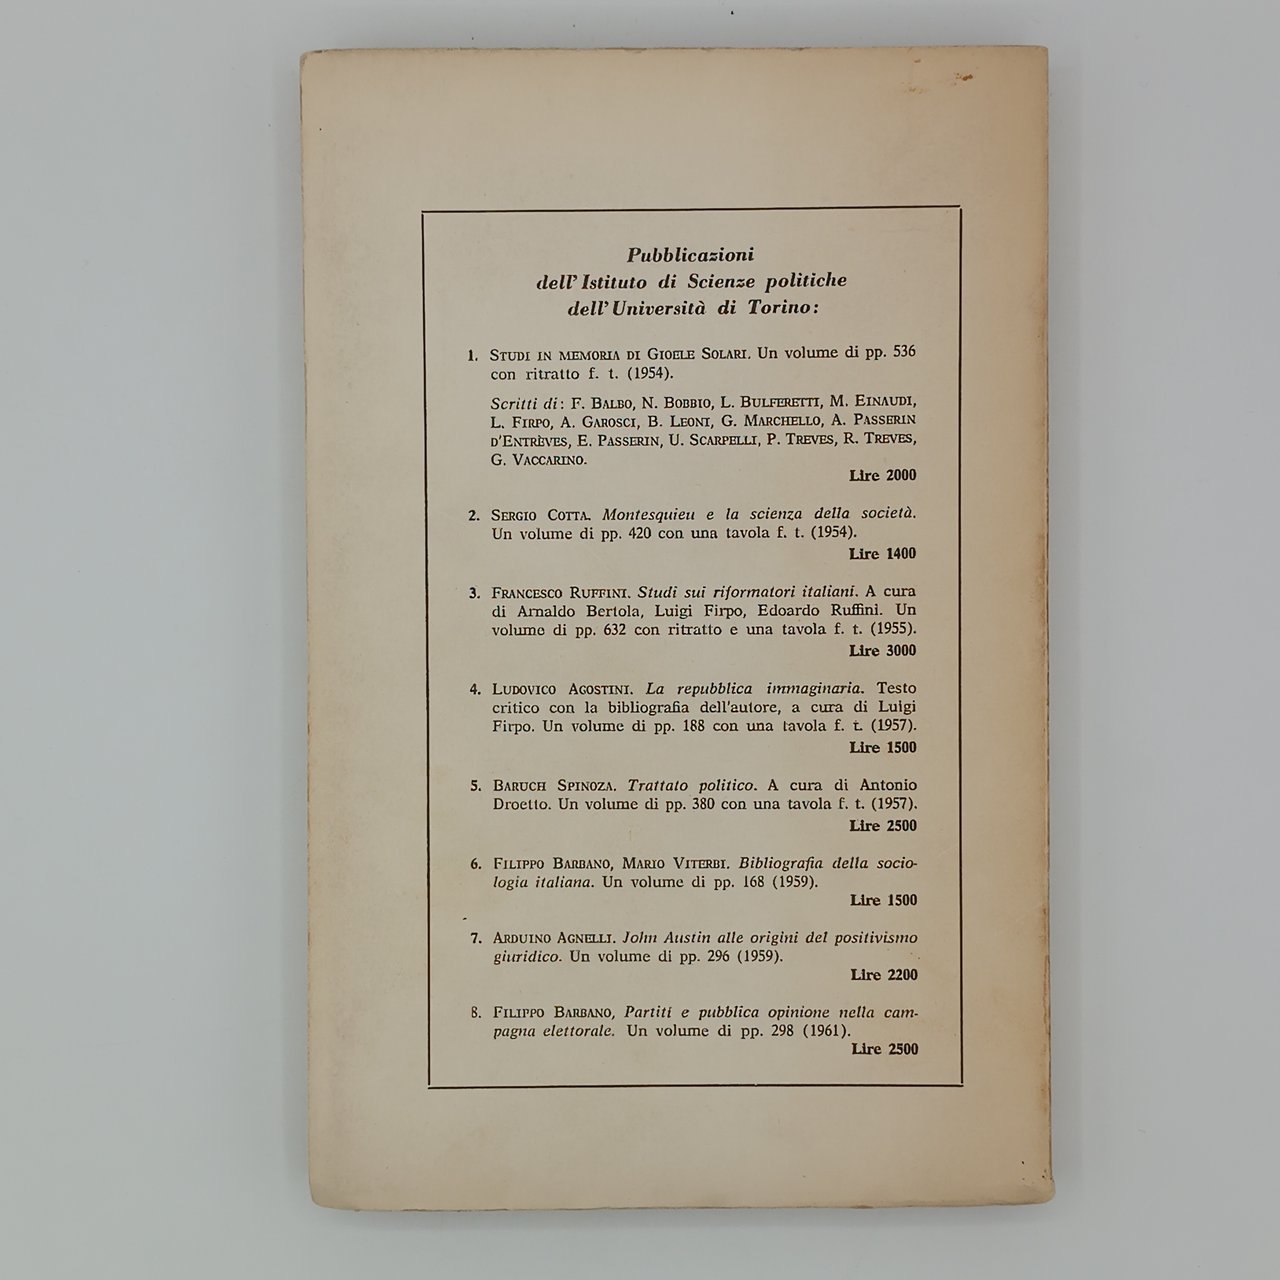 Pubblicazioni
dell'Istituto di Scienze politiche
dell'Università di Torino:
1. STUDI IN MEMORIA DI GIOELE SOLARI. Un volume di pp. 536
con ritratto f. t. (1954).
Scritti di: F. BALBO, N. BOBBIO, L. BULFERETTI, M. EINAUDI,
L. FIRPO, A. GAROSCI, B. LEONI, G. MARCHELLO, A. PASSERIN
D'ENTRÈVES, E. PASSERIN, U. SCARPELLI, P. TREVES, R. TREVES,
G. VACCARINO.
Lire 2000
2. SERGIO COTTA. Montesquieu e la scienza della società.
Un volume di pp. 420 con una tavola f. t. (1954).
Lire 1400
3. FRANCESCO RUFFINI. Studi sui riformatori italiani. A cura
di Arnaldo Bertola, Luigi Firpo, Edoardo Ruffini. Un
volume di pp. 632 con ritratto e una tavola f. t. (1955).
Lire 3000
4. LUDOVICO AGOSTINI. La repubblica immaginaria. Testo
critico con la bibliografia dell'autore, a cura di Luigi
Firpo. Un volume di pp. 188 con una tavola f. t. (1957).
Lire 1500
5. BARUCH SPINOZA. Trattato politico. A cura di Antonio
Droetto. Un volume di pp. 380 con una tavola f. t. (1957).
Lire 2500
6. FILIPPO BARBANO, MARIO VITERBI. Bibliografia della socio-
logia italiana. Un volume di pp. 168 (1959).
Lire 1500
7. ARDUINO AGNELLI. John Austin alle origini del positivismo
giuridico. Un volume di pp. 296 (1959).
Lire 2200
8. FILIPPO BARBANO, Partiti e pubblica opinione nella cam-
pagna elettorale. Un volume di pp. 298 (1961).
Lire 2500